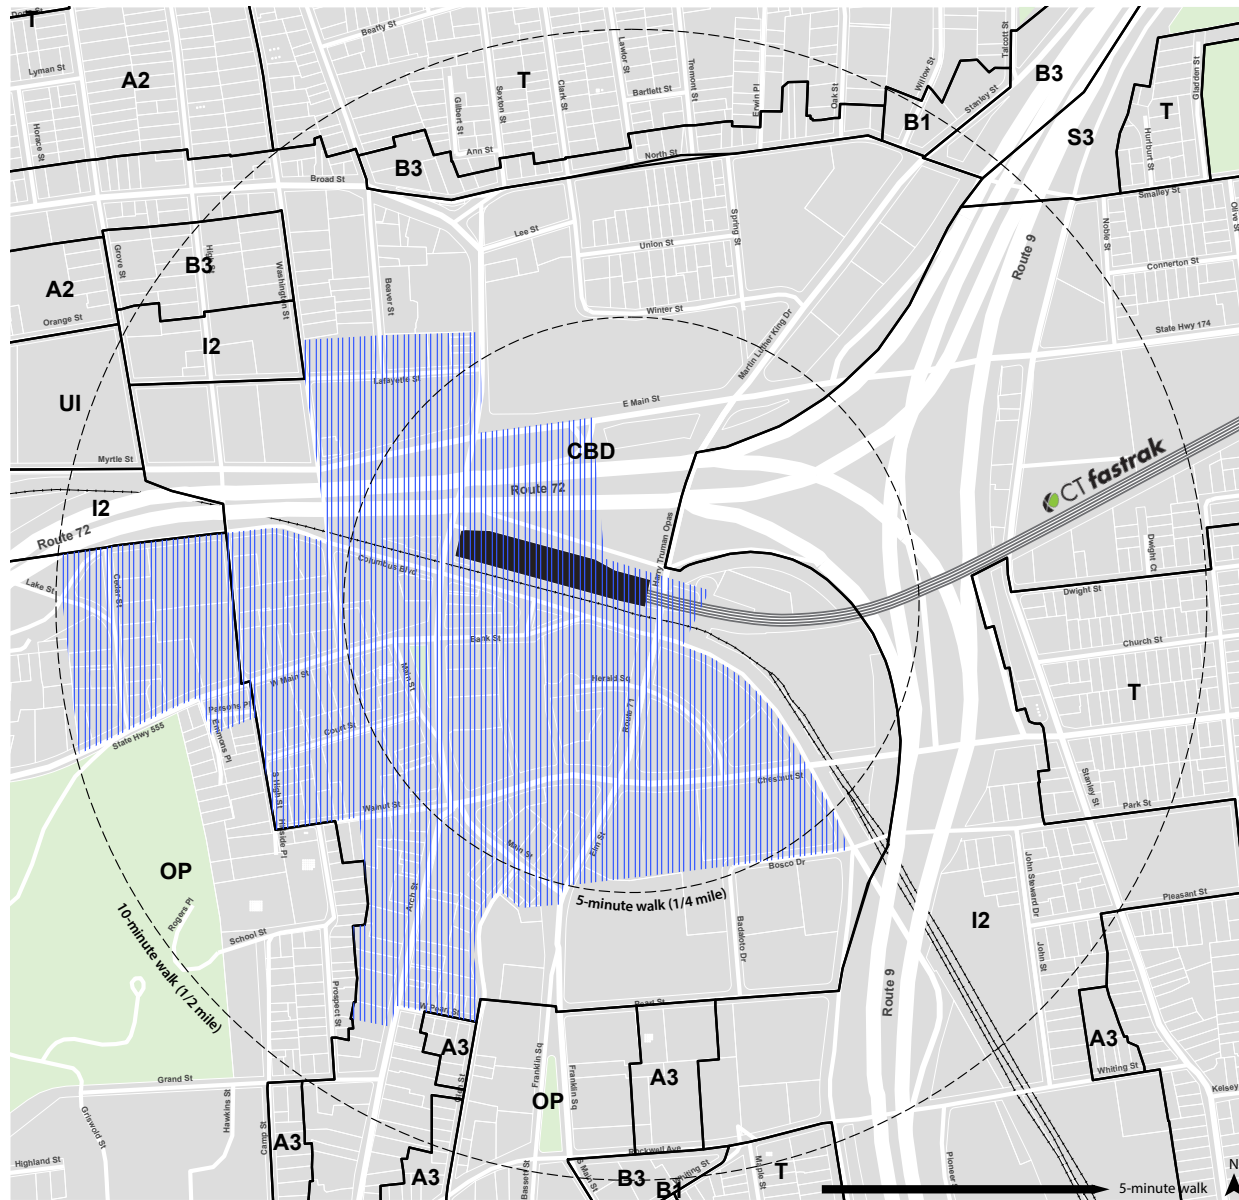 T
Beatty St
Talcott St
Lyman St
A2
Lawlor St
Tremont St
T
Willow St
B3
Gladden St
Clark St
Sexton St
Gilbert St
Bartlett St
Erwin Pl
Oak St
Stanley St
B1
T
Horace St
S3
Hurlburt St
Ann St
North St
B3
Broad St
Smalley St
Olive St
Noble St
Lee St
Spring St
Union St
Route 9
Grove St
High St
B3
Washington St
Connerton St
A2
Beaver St
Orange St
Winter St
State Hwy 174
Martin Luther King Dr
I2
Lafayette St
UI
E Main St
CBD
Myrtle St
CTfastrak
Route 72
I2
Route 72
Harry Truman Opas
Dwight Ct
Columbus Blvd
Lake St
Cedar St
Dwight St
Bank St
Church St
Main St
W Main St
Herald Sq
T
Parsons Pl
Route 71
Emmons Pl
Court St
State Hwy 555
S High St
Chestnut St
Stanley St
Walnut St
Park St
Hillside Pl
Main St
Elm St
Bosco Dr
OP
Arch St
5-minute walk (1/4 mile)
John Steward Dr
Pleasant St
Rogers Pl
10-minute walk (1/2 mile)
School St
Badaloto Dr
I2
John St
Route 9
Prospect St
W Pearl St
Pearl St
A3
A3
Franklin Sq
Franklin Sq
A3
Whiting St
Grand St
Kelsey
Griswold St
Hawkins St
OP
Camp St
A3
Rockwell Ave
Highland St
A3
Bassett St
S Main St
B3
Whiting St
B1
Maple St
T
Pioneer
5-minute walk
N